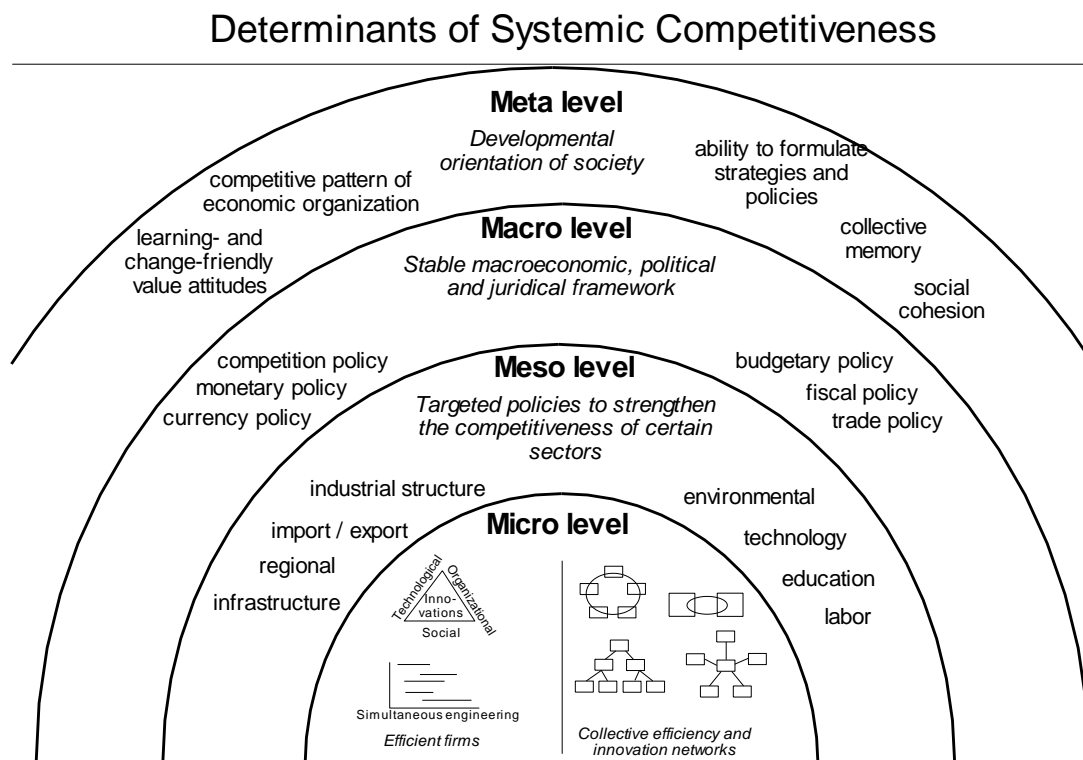 Determinants of Systemic Competitiveness
Meta level
Developmental
orientation of society
competitive pattern of
economic organization
learning- and
change-friendly
value attitudes
ability to formulate
strategies and
policies
collective
memory
social
cohesion
Macro level
Stable macroeconomic, political
and juridical framework
competition policy
monetary policy
currency policy
budgetary policy
fiscal policy
trade policy
Meso level
Targeted policies to strengthen
the competitiveness of certain
sectors
industrial structure
import / export
regional
infrastructure
environmental
technology
education
labor
Micro level
Technological
Organizational
Inno-
vations
Social
Simultaneous engineering
Efficient firms
Collective efficiency and
innovation networks